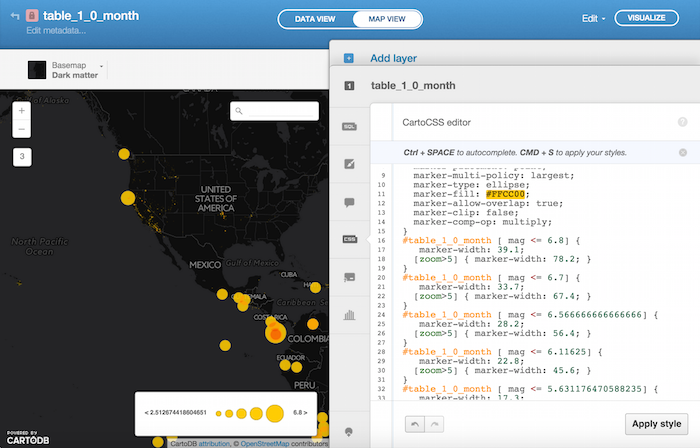 table_1_0_month
Edit metadata...
DATA VIEW
MAP VIEW
Edit
VISUALIZE
Basemap
Dark matter
Add layer
1
table_1_0_month
SQL
CSS
CartoCSS editor
?
Ctrl + SPACE to autocomplete. CMD + S to apply your styles.
9 marker-multi-policy: largest;
10 marker-type: ellipse;
11 marker-fill: #FFCC00;
12 marker-allow-overlap: true;
13 marker-clip: false;
14 marker-comp-op: multiply;
15 }
16 #table_1_0_month [ mag <= 6.8] {
17 marker-width: 39.1;
18 [zoom>5] { marker-width: 78.2; }
19 }
20 #table_1_0_month [ mag <= 6.7] {
21 marker-width: 33.7;
22 [zoom>5] { marker-width: 67.4; }
23 }
24 #table_1_0_month [ mag <= 6.566666666666666] {
25 marker-width: 28.2;
26 [zoom>5] { marker-width: 56.4; }
27 }
28 #table_1_0_month [ mag <= 6.11625] {
29 marker-width: 22.8;
30 [zoom>5] { marker-width: 45.6; }
31 }
32 #table_1_0_month [ mag <= 5.631176470588235] {
33 marker-width: 17.3;
Apply style
+
−
3
Gulf of Alaska
UNITED
STATES OF
AMERICA
North Pacific
Ocean
MEXICO
Gulf of Mexico
CUBA
Caribbean Se
COSTA RICA
COLOMBIA
ECUADOR
PERU
< 2.512674418604651
6.8 >
POWERED BY
CARTODB
CartoDB attribution, © OpenStreetMap contributors